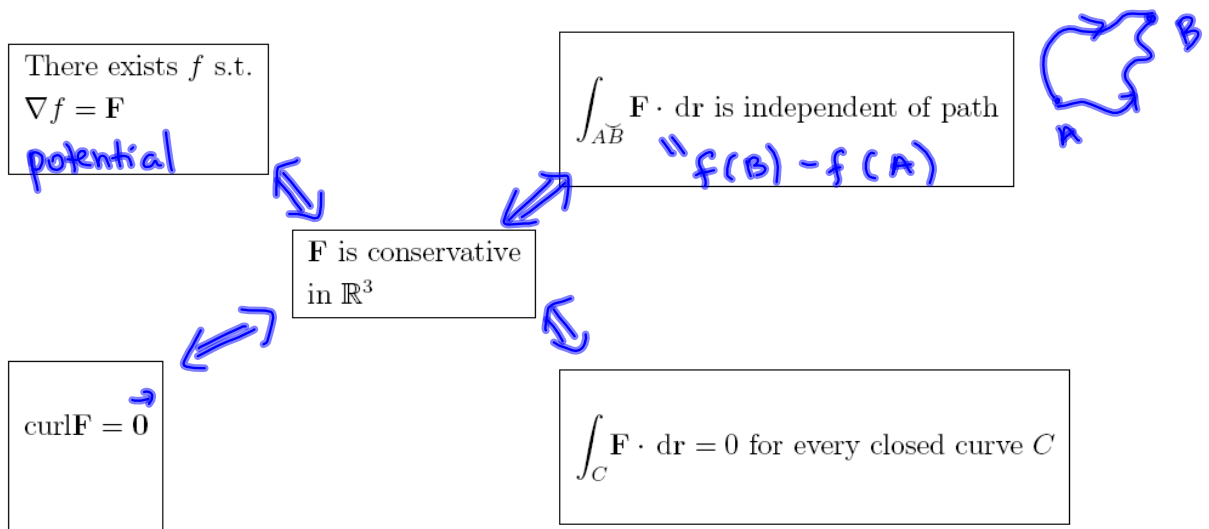 There exists f s.t.
∇f = F
potential
∫_{AB} F · dr is independent of path
" f(B) - f(A)
A
B
F is conservative
in ℝ³
curlF = 0
∫_C F · dr = 0 for every closed curve C